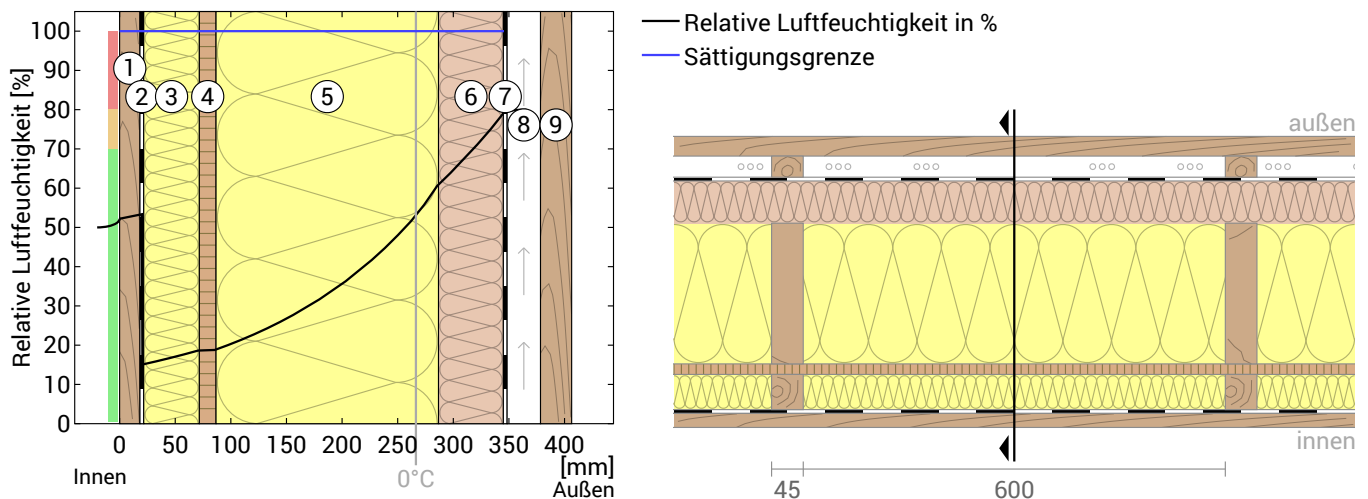 Relative Luftfeuchtigkeit [%]
100
90
80
70
60
50
40
30
20
10
0
1
2
3
4
5
6
7
8
9
0 50 100 150 200 250 300 350 400
[mm]
Innen
0°C
Außen
Relative Luftfeuchtigkeit in %
Sättigungsgrenze
außen
innen
45
600